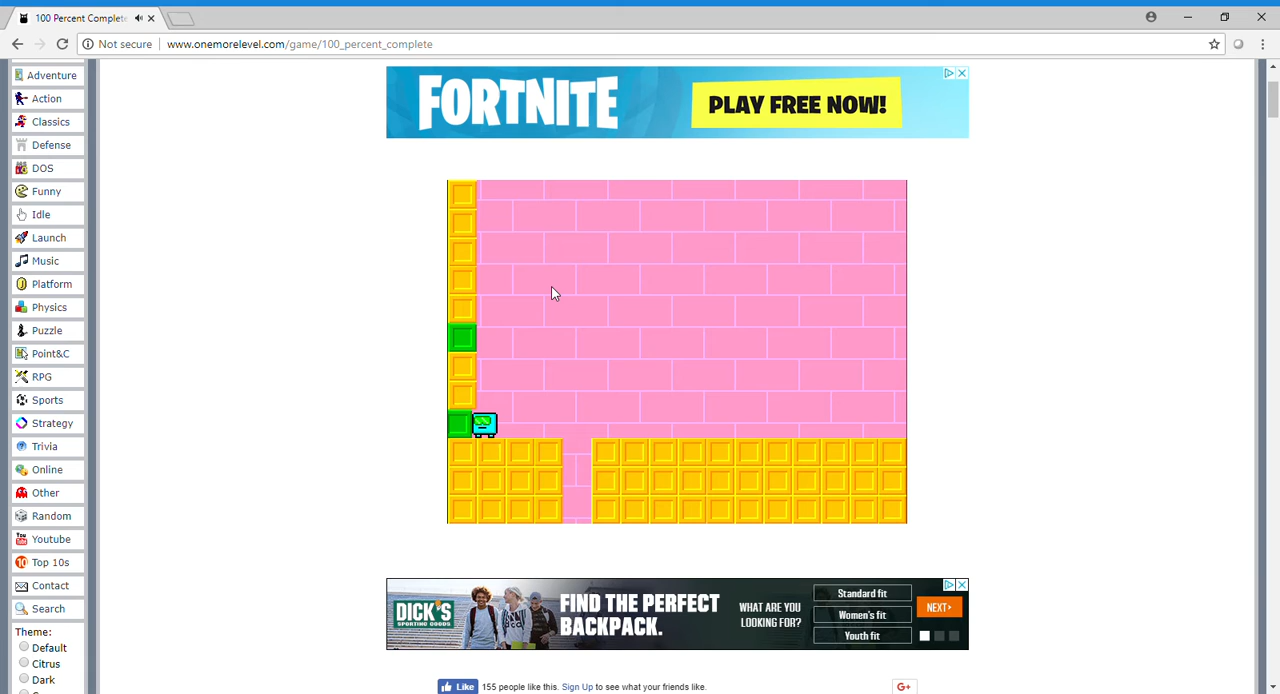 100 Percent Complete
Not secure
www.onemorelevel.com/game/100_percent_complete
Adventure
Action
Classics
Defense
DOS
Funny
Idle
Launch
Music
Platform
Physics
Puzzle
Point&C
RPG
Sports
Strategy
Trivia
Online
Other
Random
Youtube
Top 10s
Contact
Search
Theme:
Default
Citrus
Dark
FORTNITE
PLAY FREE NOW!
DICK'S
SPORTING GOODS
FIND THE PERFECT
BACKPACK.
WHAT ARE YOU
LOOKING FOR?
Standard fit
Women's fit
Youth fit
NEXT›
Like
155 people like this. Sign Up to see what your friends like.
G+